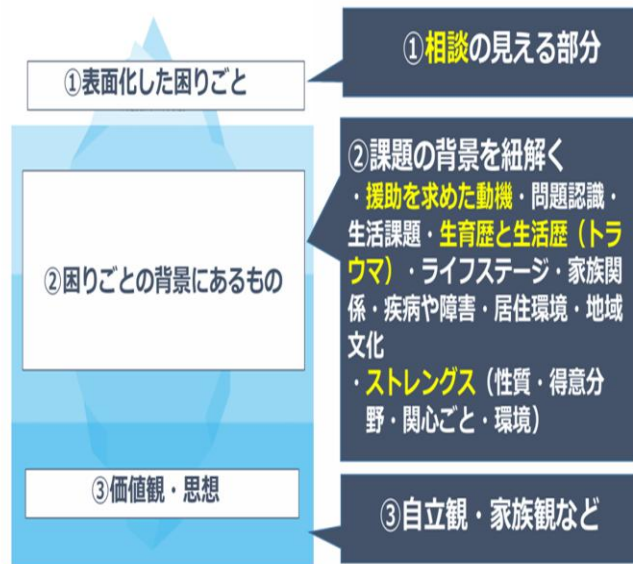 ①表面化した困りごと
①相談の見える部分
②困りごとの背景にあるもの
②課題の背景を紐解く
・援助を求めた動機・問題認識・
生活課題・生育歴と生活歴（トラ
ウマ）・ライフステージ・家族関
係・疾病や障害・居住環境・地域
文化
・ストレングス（性質・得意分
野・関心ごと・環境）
③価値観・思想
③自立観・家族観など